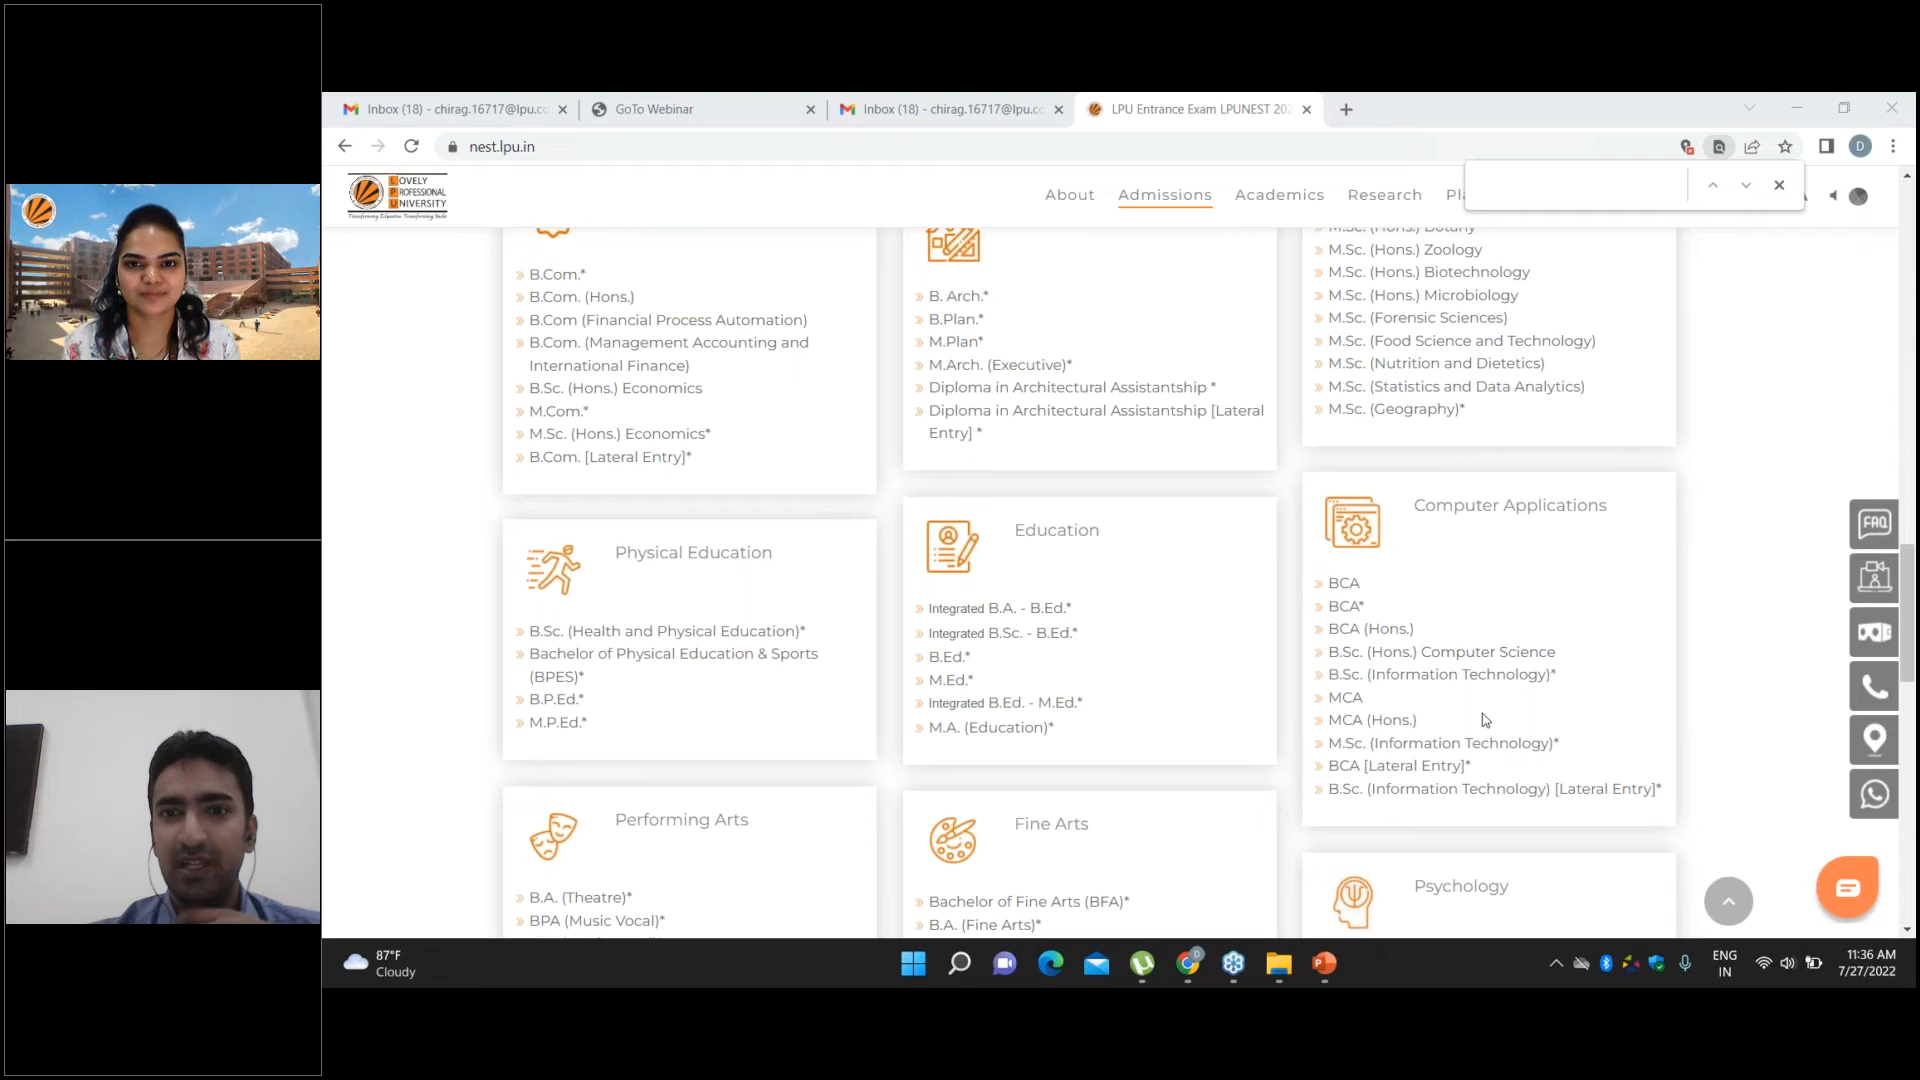 Inbox (18) - chirag.16717@lpu.co
GoTo Webinar
Inbox (18) - chirag.16717@lpu.co
LPU Entrance Exam LPUNEST 202
nest.lpu.in
LOVELY
PROFESSIONAL
UNIVERSITY
Transforming Education Transforming India
About
Admissions
Academics
Research
B.Com.*
B.Com. (Hons.)
B.Com (Financial Process Automation)
B.Com. (Management Accounting and
International Finance)
B.Sc. (Hons.) Economics
M.Com.*
M.Sc. (Hons.) Economics*
B.Com. [Lateral Entry]*
B. Arch.*
B.Plan.*
M.Plan*
M.Arch. (Executive)*
Diploma in Architectural Assistantship *
Diploma in Architectural Assistantship [Lateral
Entry] *
M.Sc. (Hons.) Botany
M.Sc. (Hons.) Zoology
M.Sc. (Hons.) Biotechnology
M.Sc. (Hons.) Microbiology
M.Sc. (Forensic Sciences)
M.Sc. (Food Science and Technology)
M.Sc. (Nutrition and Dietetics)
M.Sc. (Statistics and Data Analytics)
M.Sc. (Geography)*
Physical Education
B.Sc. (Health and Physical Education)*
Bachelor of Physical Education & Sports
(BPES)*
B.P.Ed.*
M.P.Ed.*
Education
Integrated B.A. - B.Ed.*
Integrated B.Sc. - B.Ed.*
B.Ed.*
M.Ed.*
Integrated B.Ed. - M.Ed.*
M.A. (Education)*
Computer Applications
BCA
BCA*
BCA (Hons.)
B.Sc. (Hons.) Computer Science
B.Sc. (Information Technology)*
MCA
MCA (Hons.)
M.Sc. (Information Technology)*
BCA [Lateral Entry]*
B.Sc. (Information Technology) [Lateral Entry]*
Performing Arts
B.A. (Theatre)*
BPA (Music Vocal)*
Fine Arts
Bachelor of Fine Arts (BFA)*
B.A. (Fine Arts)*
Psychology
FAQ
D
87°F
Cloudy
ENG
IN
11:36 AM
7/27/2022